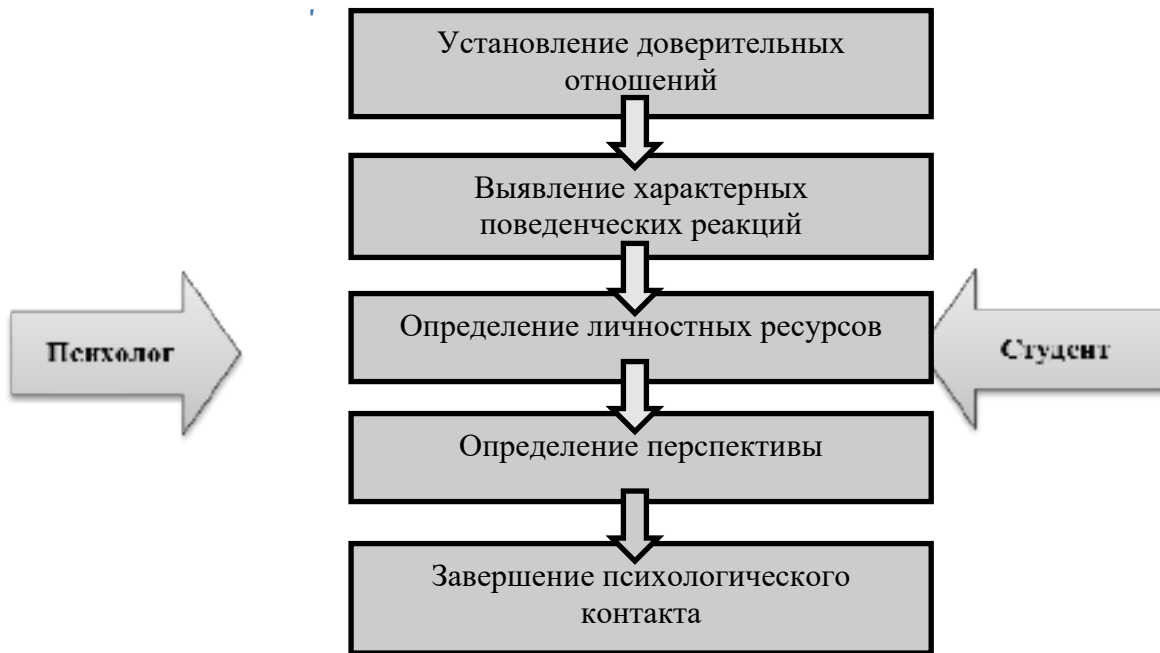 Установление доверительных
отношений
Выявление характерных
поведенческих реакций
Психолог
Определение личностных ресурсов
Студент
Определение перспективы
Завершение психологического
контакта